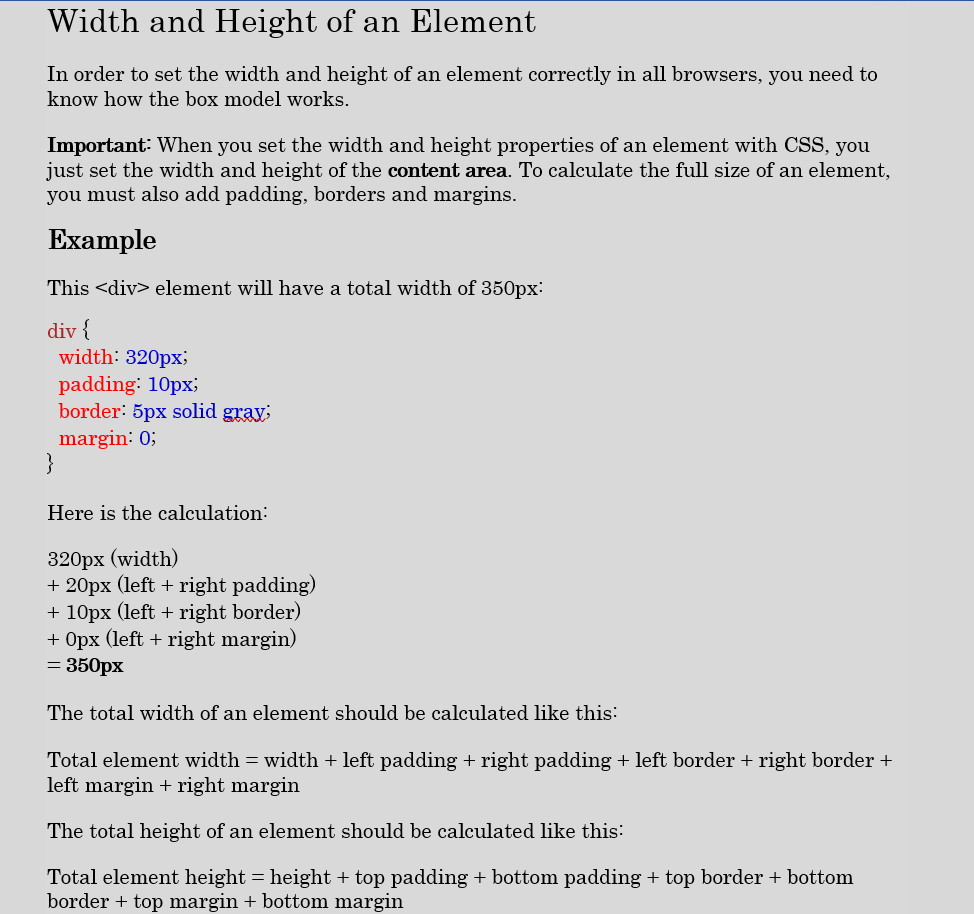 Width and Height of an Element
In order to set the width and height of an element correctly in all browsers, you need to
know how the box model works.
Important: When you set the width and height properties of an element with CSS, you
just set the width and height of the content area. To calculate the full size of an element,
you must also add padding, borders and margins.
Example
This <div> element will have a total width of 350px:
div {
width: 320px;
padding: 10px;
border: 5px solid gray;
margin: 0;
}
Here is the calculation:
320px (width)
+ 20px (left + right padding)
+ 10px (left + right border)
+ 0px (left + right margin)
= 350px
The total width of an element should be calculated like this:
Total element width = width + left padding + right padding + left border + right border +
left margin + right margin
The total height of an element should be calculated like this:
Total element height = height + top padding + bottom padding + top border + bottom
border + top margin + bottom margin